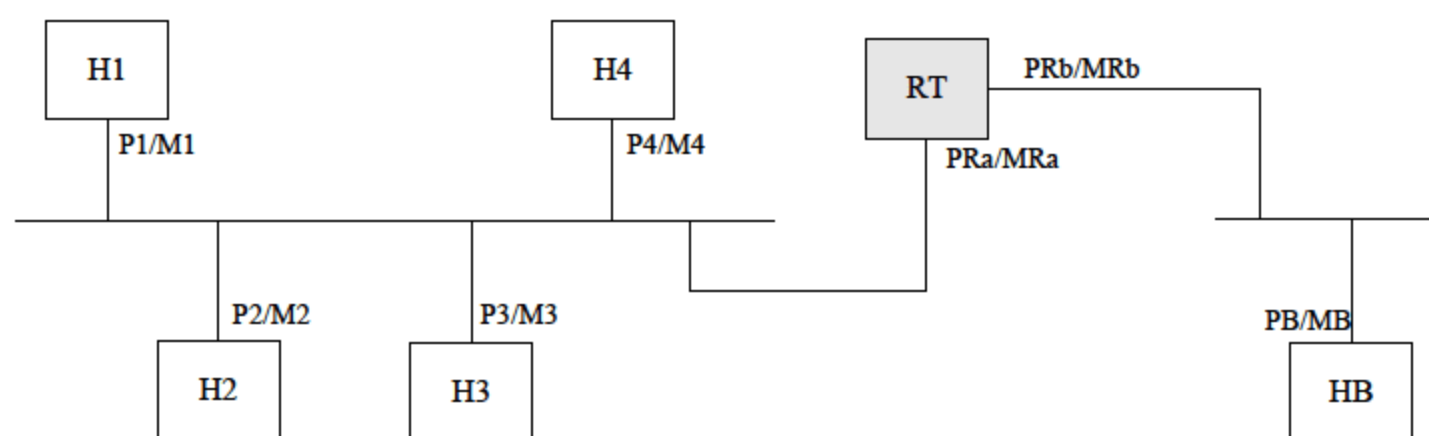 H1
H4
RT
PRb/MRb
P1/M1
P4/M4
PRa/MRa
P2/M2
P3/M3
PB/MB
H2
H3
HB